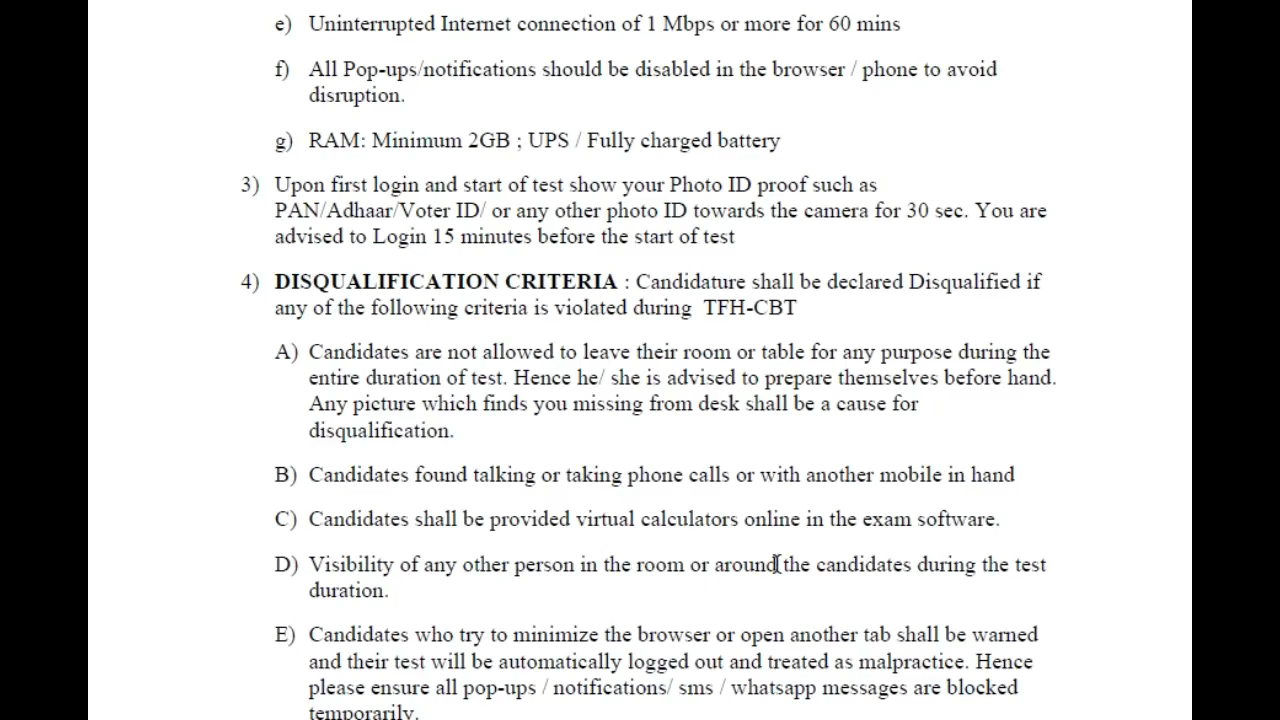 e) Uninterrupted Internet connection of 1 Mbps or more for 60 mins
f) All Pop-ups/notifications should be disabled in the browser / phone to avoid
disruption.
g) RAM: Minimum 2GB ; UPS / Fully charged battery
3) Upon first login and start of test show your Photo ID proof such as
PAN/Adhaar/Voter ID/ or any other photo ID towards the camera for 30 sec. You are
advised to Login 15 minutes before the start of test
4) DISQUALIFICATION CRITERIA : Candidature shall be declared Disqualified if
any of the following criteria is violated during TFH-CBT
A) Candidates are not allowed to leave their room or table for any purpose during the
entire duration of test. Hence he/ she is advised to prepare themselves before hand.
Any picture which finds you missing from desk shall be a cause for
disqualification.
B) Candidates found talking or taking phone calls or with another mobile in hand
C) Candidates shall be provided virtual calculators online in the exam software.
D) Visibility of any other person in the room or around the candidates during the test
duration.
E) Candidates who try to minimize the browser or open another tab shall be warned
and their test will be automatically logged out and treated as malpractice. Hence
please ensure all pop-ups / notifications/ sms / whatsapp messages are blocked
temporarily.